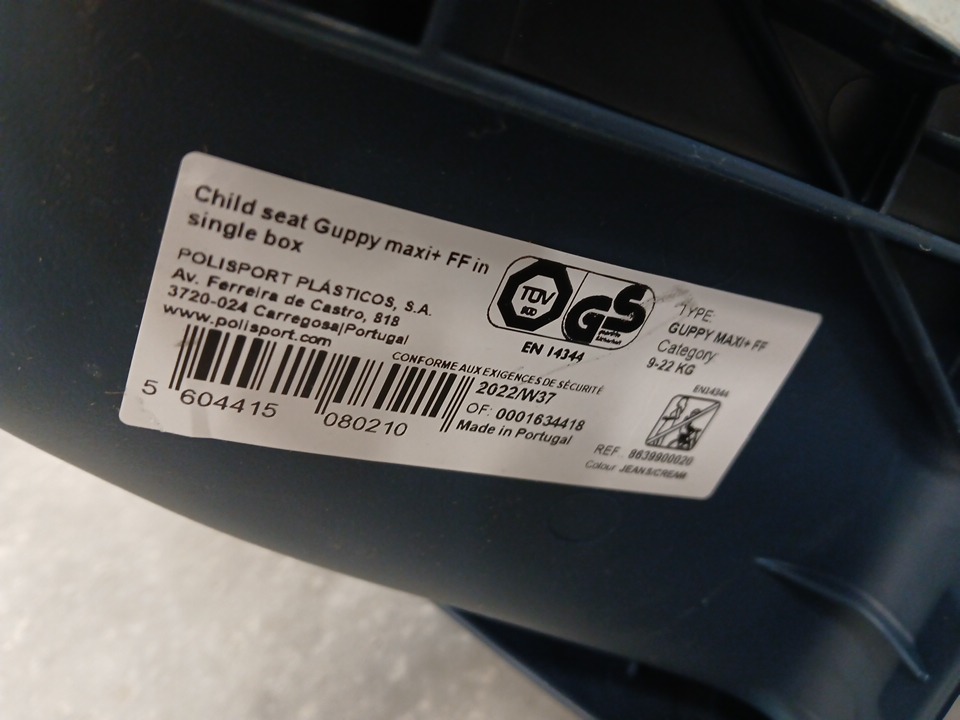 Child seat Guppy maxi+ FF in
single box
POLISPORT PLÁSTICOS, S.A.
Av. Ferreira de Castro, 818
3720-024 Carregosa/Portugal
www.polisport.com
5 604415 080210
TÜV
GS
EN 14344
CONFORME AUX EXIGENCES DE SÉCURITÉ
2022/W37
OF: 0001634418
Made in Portugal
TYPE:
GUPPY MAXI+ FF
Category:
9-22 KG
EN14344
REF. 8639900020
Colour JEANS/CREAM